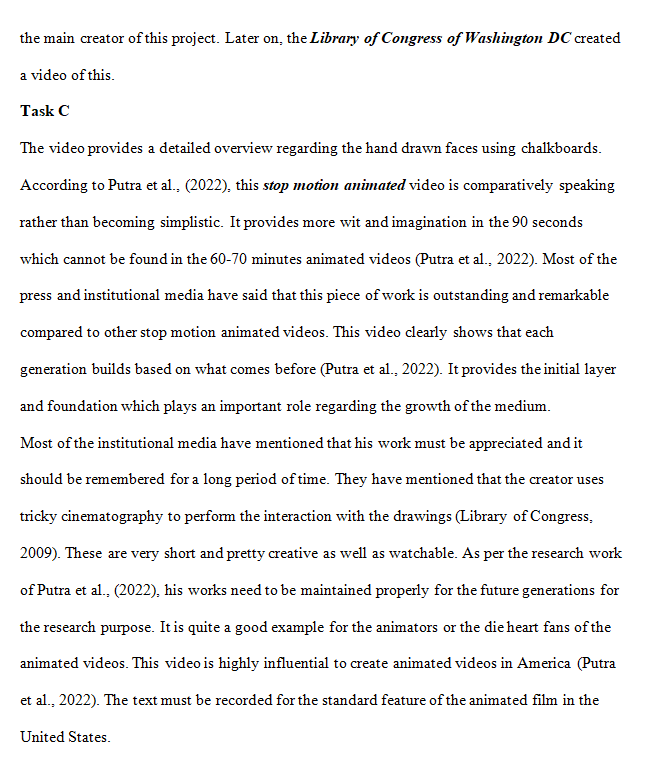 the main creator of this project. Later on, the Library of Congress of Washington DC created
a video of this.
Task C
The video provides a detailed overview regarding the hand drawn faces using chalkboards.
According to Putra et al., (2022), this stop motion animated video is comparatively speaking
rather than becoming simplistic. It provides more wit and imagination in the 90 seconds
which cannot be found in the 60-70 minutes animated videos (Putra et al., 2022). Most of the
press and institutional media have said that this piece of work is outstanding and remarkable
compared to other stop motion animated videos. This video clearly shows that each
generation builds based on what comes before (Putra et al., 2022). It provides the initial layer
and foundation which plays an important role regarding the growth of the medium.
Most of the institutional media have mentioned that his work must be appreciated and it
should be remembered for a long period of time. They have mentioned that the creator uses
tricky cinematography to perform the interaction with the drawings (Library of Congress,
2009). These are very short and pretty creative as well as watchable. As per the research work
of Putra et al., (2022), his works need to be maintained properly for the future generations for
the research purpose. It is quite a good example for the animators or the die heart fans of the
animated videos. This video is highly influential to create animated videos in America (Putra
et al., 2022). The text must be recorded for the standard feature of the animated film in the
United States.